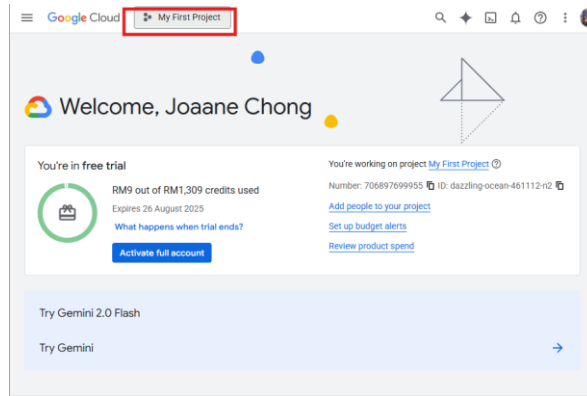 Google Cloud
My First Project
Welcome, Joaane Chong
You're in free trial
RM9 out of RM1,309 credits used
Expires 26 August 2025
What happens when trial ends?
Activate full account
You're working on project My First Project
Number: 706897699955 ID: dazzling-ocean-461112-n2
Add people to your project
Set up budget alerts
Review product spend
Try Gemini 2.0 Flash
Try Gemini